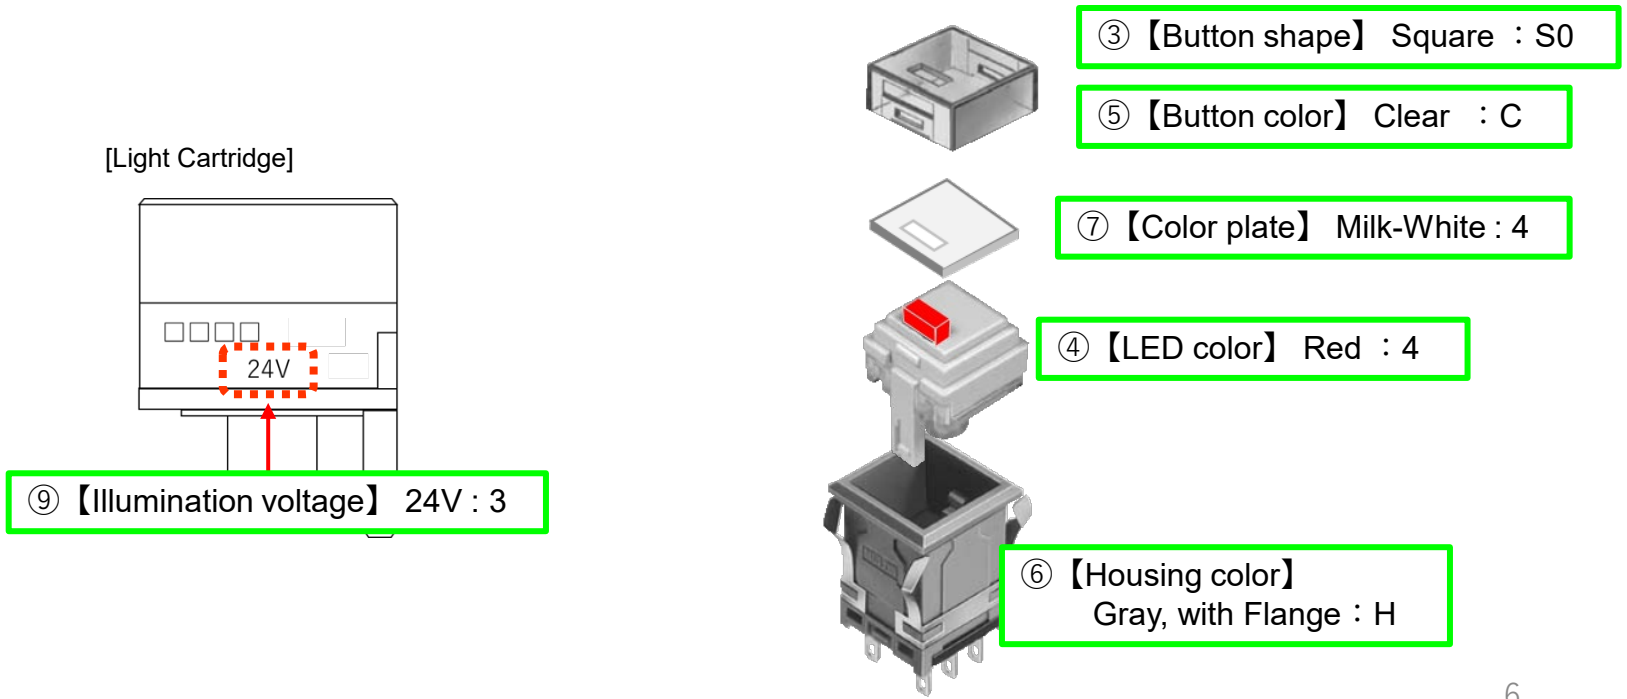 ③【Button shape】 Square ：S0
⑤【Button color】 Clear ：C
[Light Cartridge]
⑦【Color plate】 Milk-White : 4
④【LED color】 Red ：4
24V
⑨【Illumination voltage】 24V : 3
⑥【Housing color】
Gray, with Flange：H
6